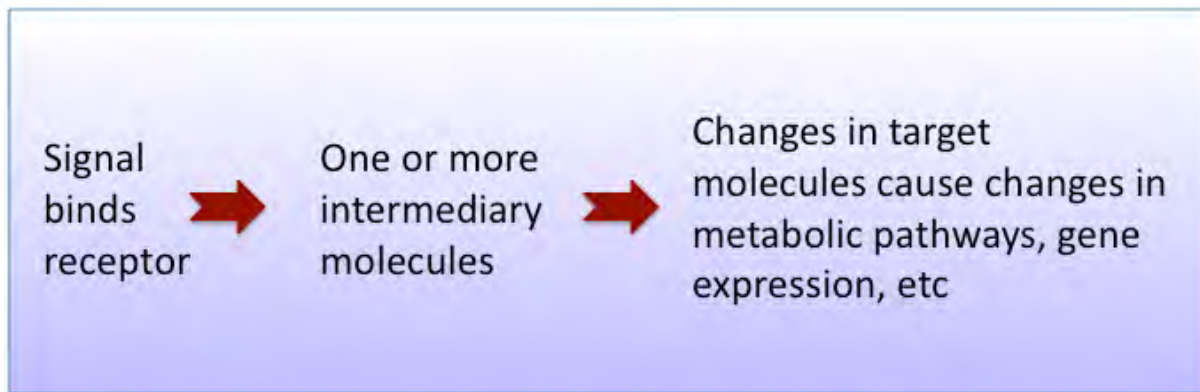 Signal
binds
receptor
One or more
intermediary
molecules
Changes in target
molecules cause changes in
metabolic pathways, gene
expression, etc